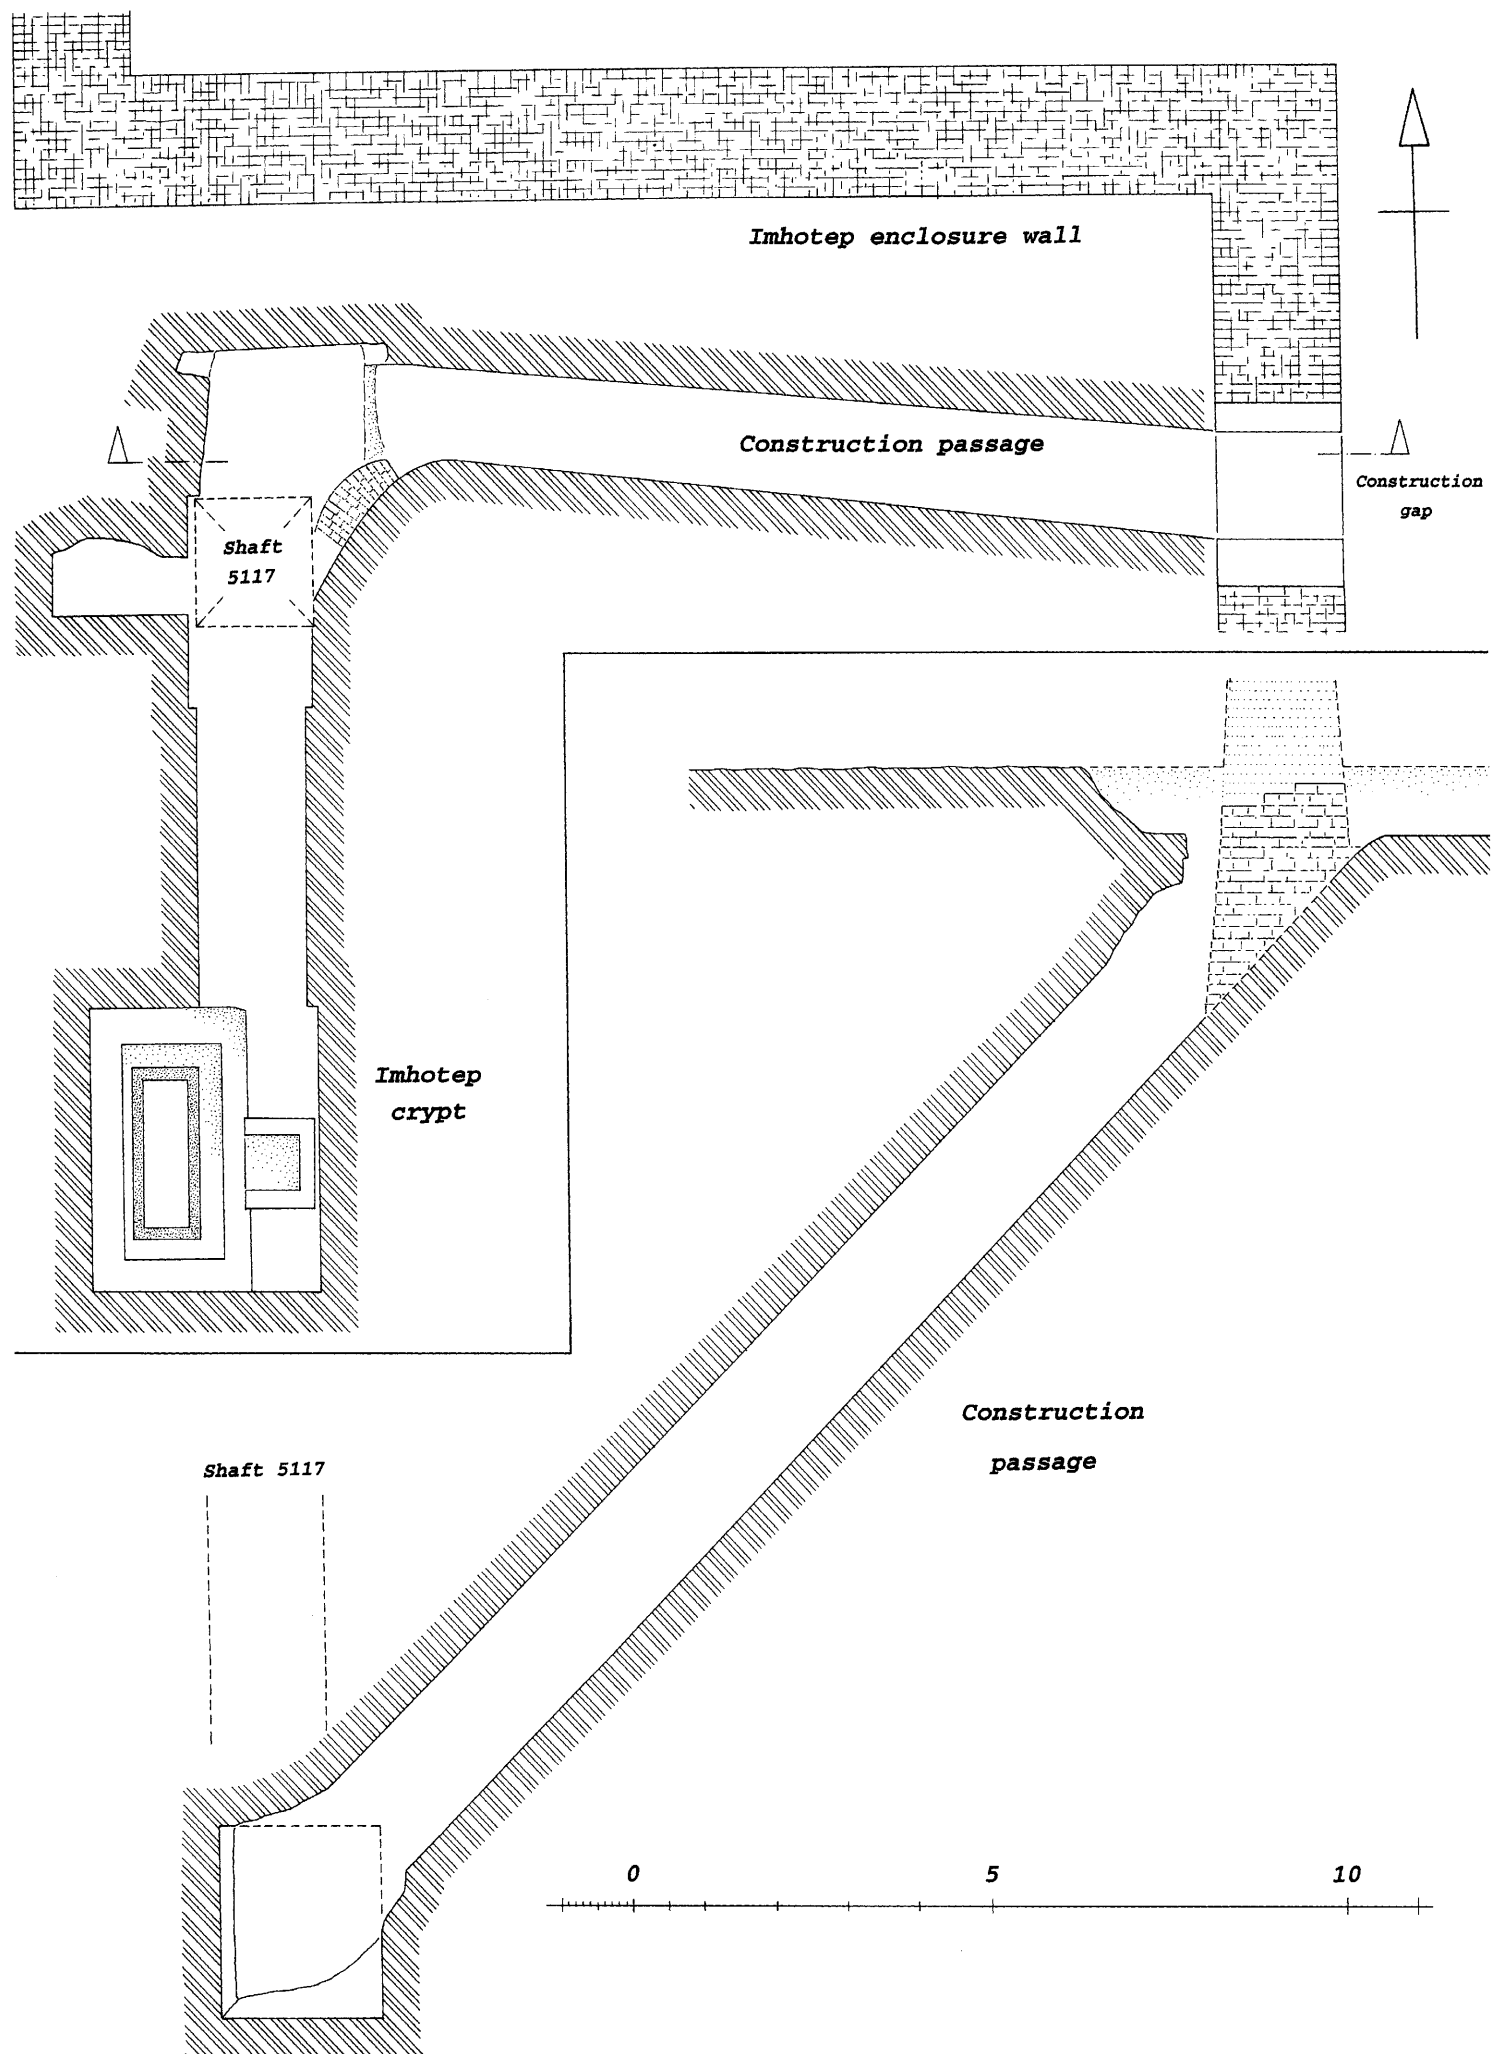 Imhotep enclosure wall
Construction passage
Construction
gap
Shaft
5117
Imhotep
crypt
Construction
passage
Shaft 5117
0 5 10